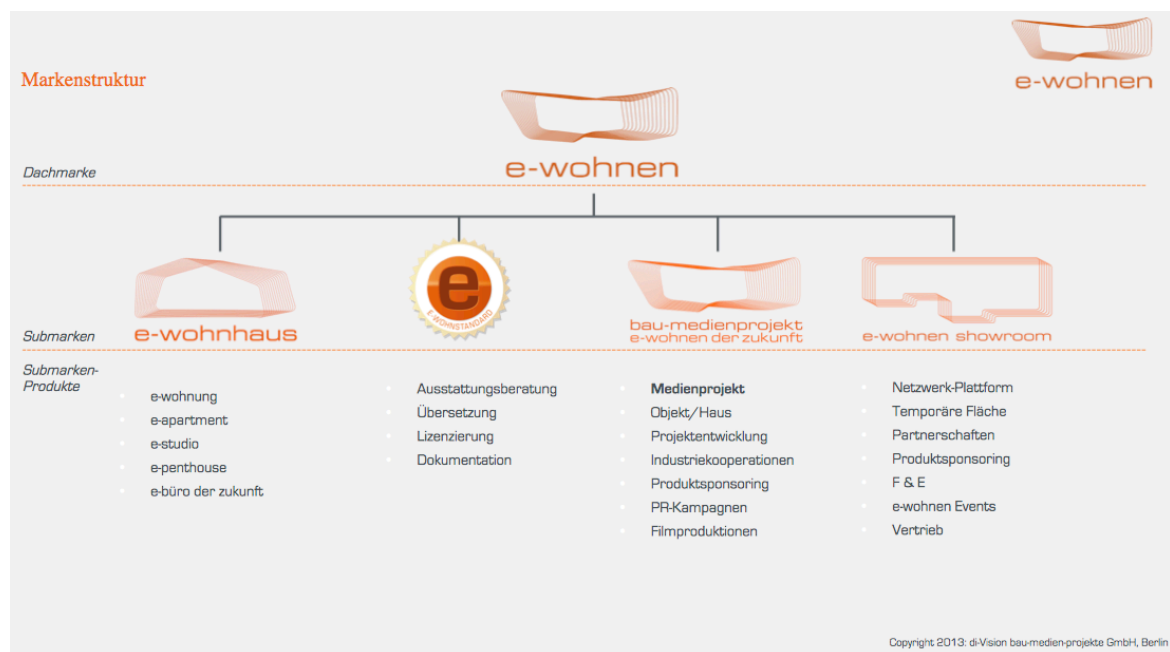 e-wohnen
Markenstruktur
e-wohnen
Dachmarke
e-wohnhaus
e
E-WOHNSTANDARD
bau-medienprojekt
e-wohnen der zukunft
e-wohnen showroom
Submarken
Submarken-
Produkte
e-wohnung
e-apartment
e-studio
e-penthouse
e-büro der zukunft
Ausstattungsberatung
Übersetzung
Lizenzierung
Dokumentation
Medienprojekt
Objekt/Haus
Projektentwicklung
Industriekooperationen
Produktsponsoring
PR-Kampagnen
Filmproduktionen
Netzwerk-Plattform
Temporäre Fläche
Partnerschaften
Produktsponsoring
F & E
e-wohnen Events
Vertrieb
Copyright 2013: di-Vision bau-medien-projekte GmbH, Berlin